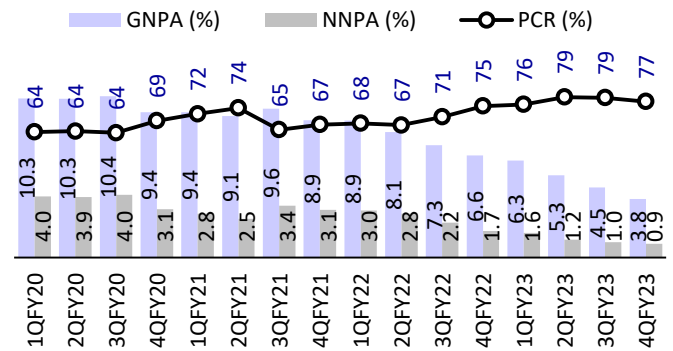 GNPA (%) NNPA (%) PCR (%)
64 64 64 69 72 74 65 67 68 67 71 75 76 79 79 77
10.3 10.3 10.4 9.4 9.4 9.1 9.6 8.9 8.9 8.1 7.3 6.6 6.3 5.3 4.5 3.8
4.0 3.9 4.0 3.1 2.8 2.5 3.4 3.1 3.0 2.8 2.2 1.7 1.6 1.2 1.0 0.9
1QFY20 2QFY20 3QFY20 4QFY20 1QFY21 2QFY21 3QFY21 4QFY21 1QFY22 2QFY22 3QFY22 4QFY22 1QFY23 2QFY23 3QFY23 4QFY23